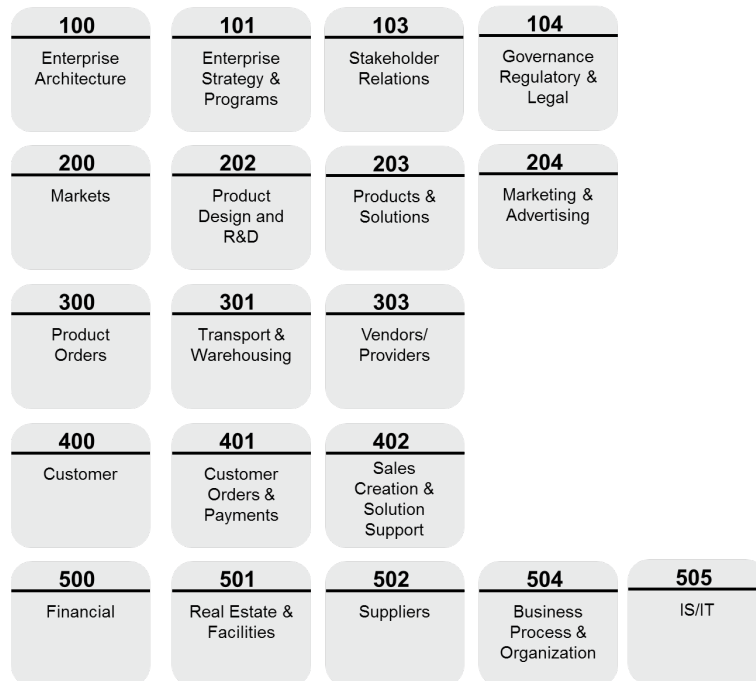 100
Enterprise
Architecture
101
Enterprise
Strategy &
Programs
103
Stakeholder
Relations
104
Governance
Regulatory &
Legal
200
Markets
202
Product
Design and
R&D
203
Products &
Solutions
204
Marketing &
Advertising
300
Product
Orders
301
Transport &
Warehousing
303
Vendors/
Providers
400
Customer
401
Customer
Orders &
Payments
402
Sales
Creation &
Solution
Support
500
Financial
501
Real Estate &
Facilities
502
Suppliers
504
Business
Process &
Organization
505
IS/IT